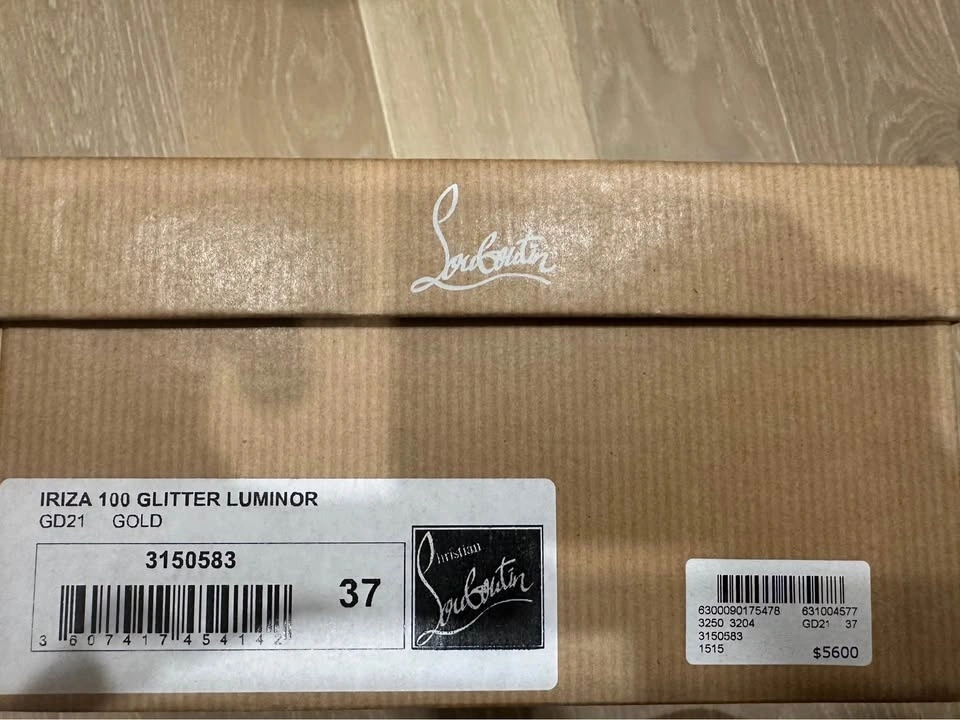 Louboutin
IRIZA 100 GLITTER LUMINOR
GD21 GOLD
3150583
37
3 607417 454142
Christian
Louboutin
6300090175478 631004577
3250 3204 GD21 37
3150583
1515 $5600